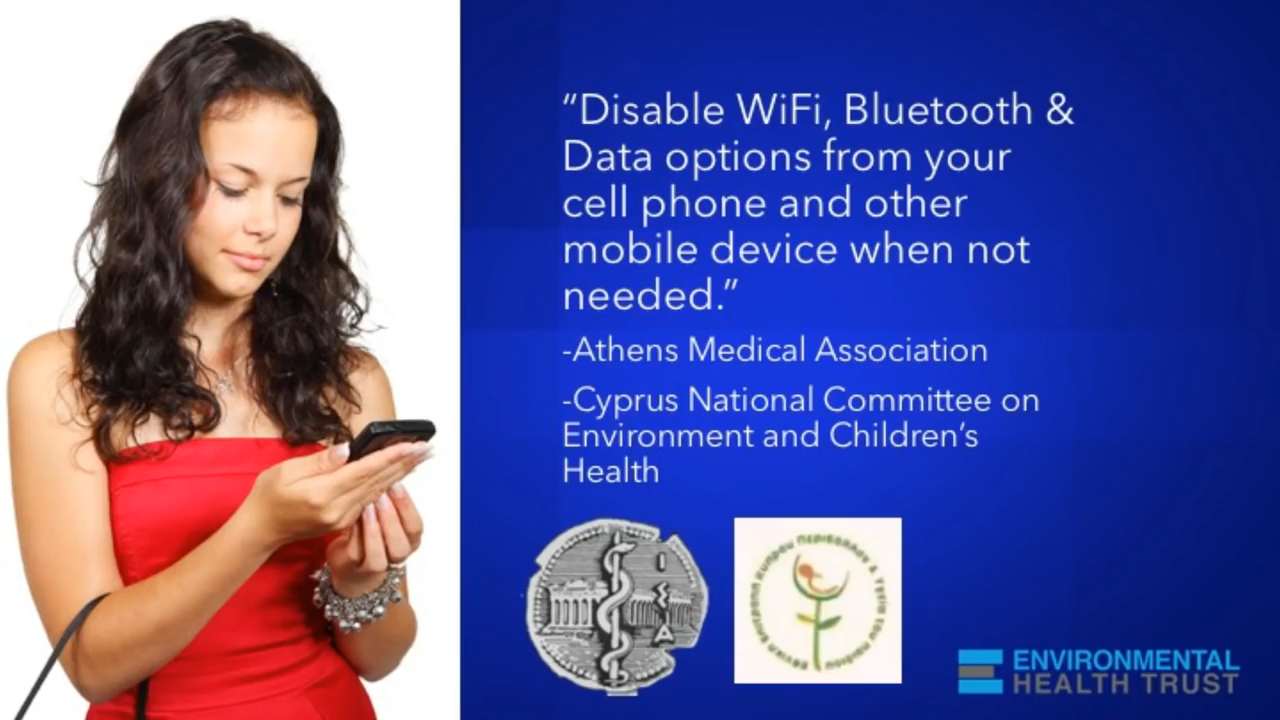 “Disable WiFi, Bluetooth &
Data options from your
cell phone and other
mobile device when not
needed.”
-Athens Medical Association
-Cyprus National Committee on
Environment and Children’s
Health
Ι
Σ
Α
ENVIRONMENTAL
HEALTH TRUST